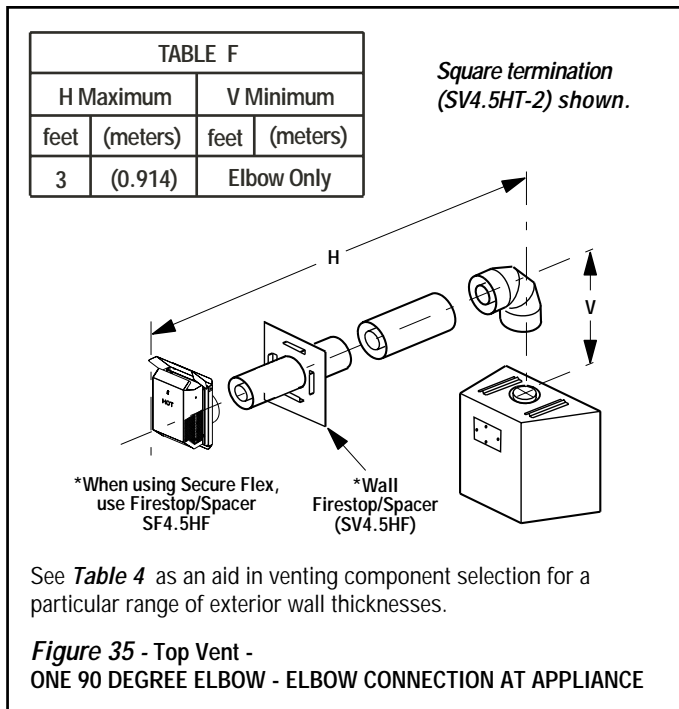 TABLE F
H Maximum V Minimum
feet (meters) feet (meters)
3 (0.914) Elbow Only
Square termination
(SV4.5HT-2) shown.
H
V
HOT
*When using Secure Flex,
use Firestop/Spacer
SF4.5HF
*Wall
Firestop/Spacer
(SV4.5HF)
See Table 4 as an aid in venting component selection for a
particular range of exterior wall thicknesses.
Figure 35 - Top Vent -
ONE 90 DEGREE ELBOW - ELBOW CONNECTION AT APPLIANCE